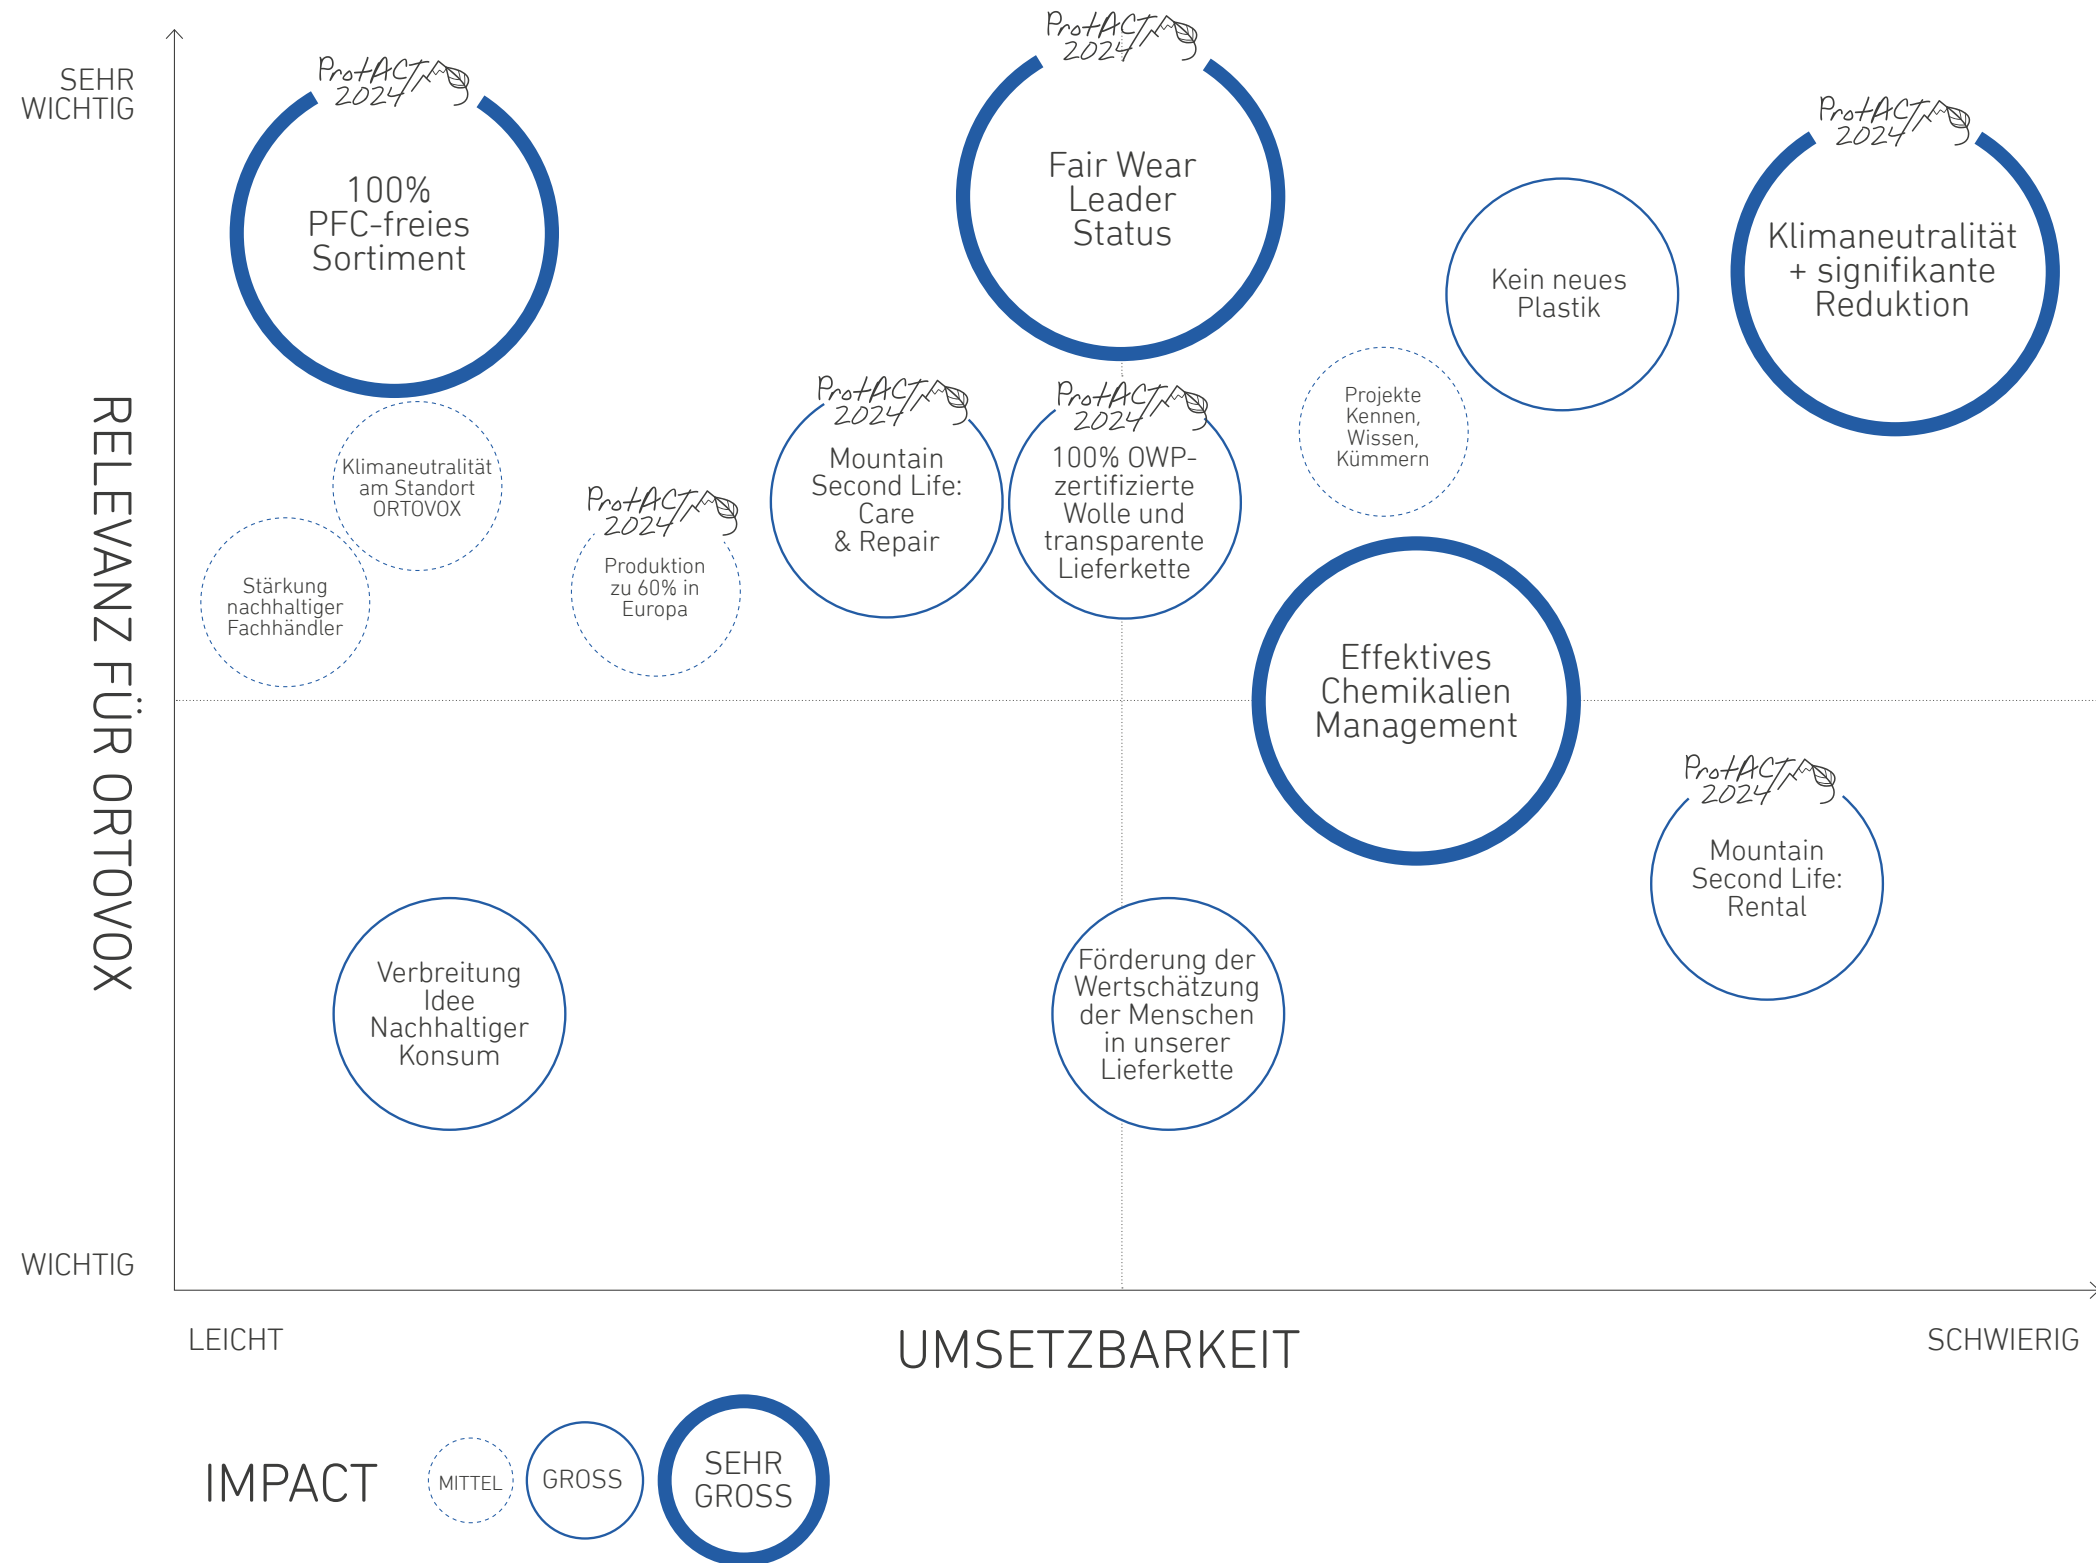 SEHR
WICHTIG
RELEVANZ FÜR ORTOVOX
WICHTIG
ProtACT
2024
100%
PFC-freies
Sortiment
ProtACT
2024
Fair Wear
Leader
Status
ProtACT
2024
Klimaneutralität
+ signifikante
Reduktion
Kein neues
Plastik
Projekte
Kennen,
Wissen,
Kümmern
Klimaneutralität
am Standort
ORTOVOX
Stärkung
nachhaltiger
Fachhändler
ProtACT
2024
Produktion
zu 60% in
Europa
ProtACT
2024
Mountain
Second Life:
Care
& Repair
ProtACT
2024
100% OWP-
zertifizierte
Wolle und
transparente
Lieferkette
Effektives
Chemikalien
Management
ProtACT
2024
Mountain
Second Life:
Rental
Verbreitung
Idee
Nachhaltiger
Konsum
Förderung der
Wertschätzung
der Menschen
in unserer
Lieferkette
LEICHT
UMSETZBARKEIT
SCHWIERIG
IMPACT
MITTEL
GROSS
SEHR
GROSS